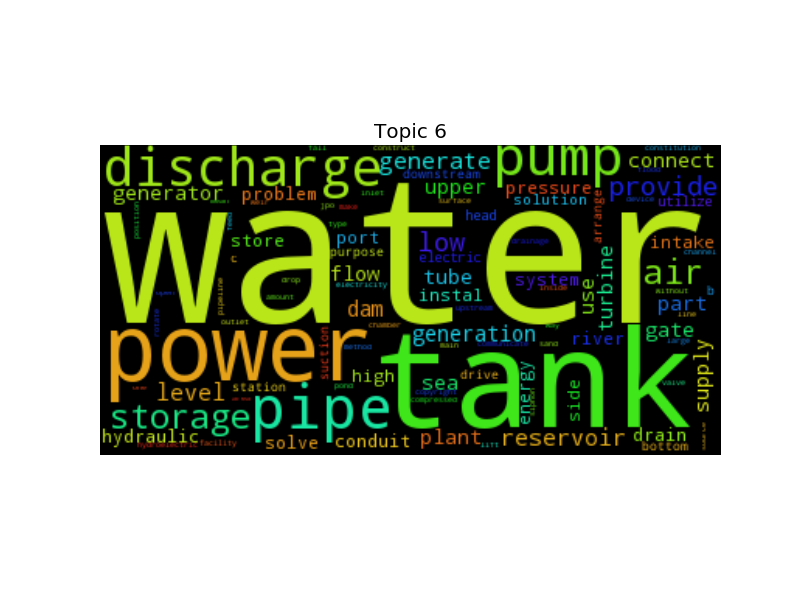 Topic 6
fall construct constitution
discharge generate pump connect
downstream
generator problem inlet upper pressure provide
solution device utilize
position type surface head arrange
water
store port low intake
c purpose drainage channel
flow electric air
drop electricity tube system turbine without
pipeline amount instal use part
outlet dam upstream line
chamber generation river gate
power tank
method main sand large
suction
level station high sea drive energy side valve supply
pond compressed
storage pipe
hydraulic solve conduit plant lift reservoir drain
hydroelectric facility bottom